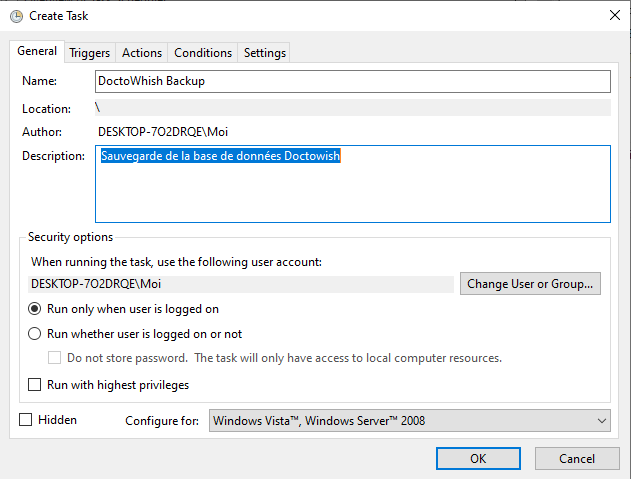 Create Task
General Triggers Actions Conditions Settings
Name: DoctoWhish Backup
Location: \
Author: DESKTOP-7O2DRQE\Moi
Description: Sauvegarde de la base de données Doctowish
Security options
When running the task, use the following user account:
DESKTOP-7O2DRQE\Moi Change User or Group...
Run only when user is logged on
Run whether user is logged on or not
Do not store password. The task will only have access to local computer resources.
Run with highest privileges
Hidden Configure for: Windows Vista™, Windows Server™ 2008
OK Cancel